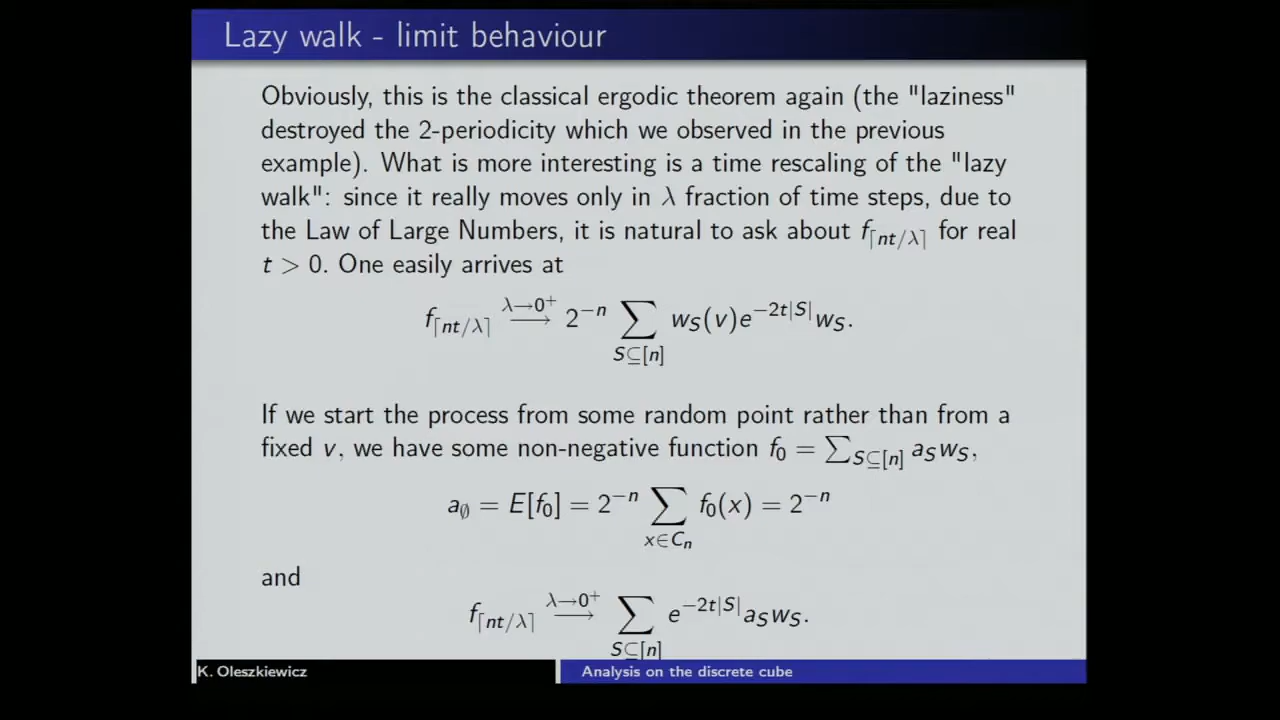 Lazy walk - limit behaviour
Obviously, this is the classical ergodic theorem again (the "laziness"
destroyed the 2-periodicity which we observed in the previous
example). What is more interesting is a time rescaling of the "lazy
walk": since it really moves only in λ fraction of time steps, due to
the Law of Large Numbers, it is natural to ask about f_{⌈nt/λ⌉} for real
t > 0. One easily arrives at
f_{⌈nt/λ⌉} \overset{λ→0^+}{⟶} 2^{-n} ∑_{S⊆[n]} w_S(v)e^{-2t|S|}w_S.
If we start the process from some random point rather than from a
fixed v, we have some non-negative function f_0 = ∑_{S⊆[n]} a_S w_S,
a_∅ = E[f_0] = 2^{-n} ∑_{x∈C_n} f_0(x) = 2^{-n}
and
f_{⌈nt/λ⌉} \overset{λ→0^+}{⟶} ∑_{S⊆[n]} e^{-2t|S|}a_S w_S.
K. Oleszkiewicz
Analysis on the discrete cube